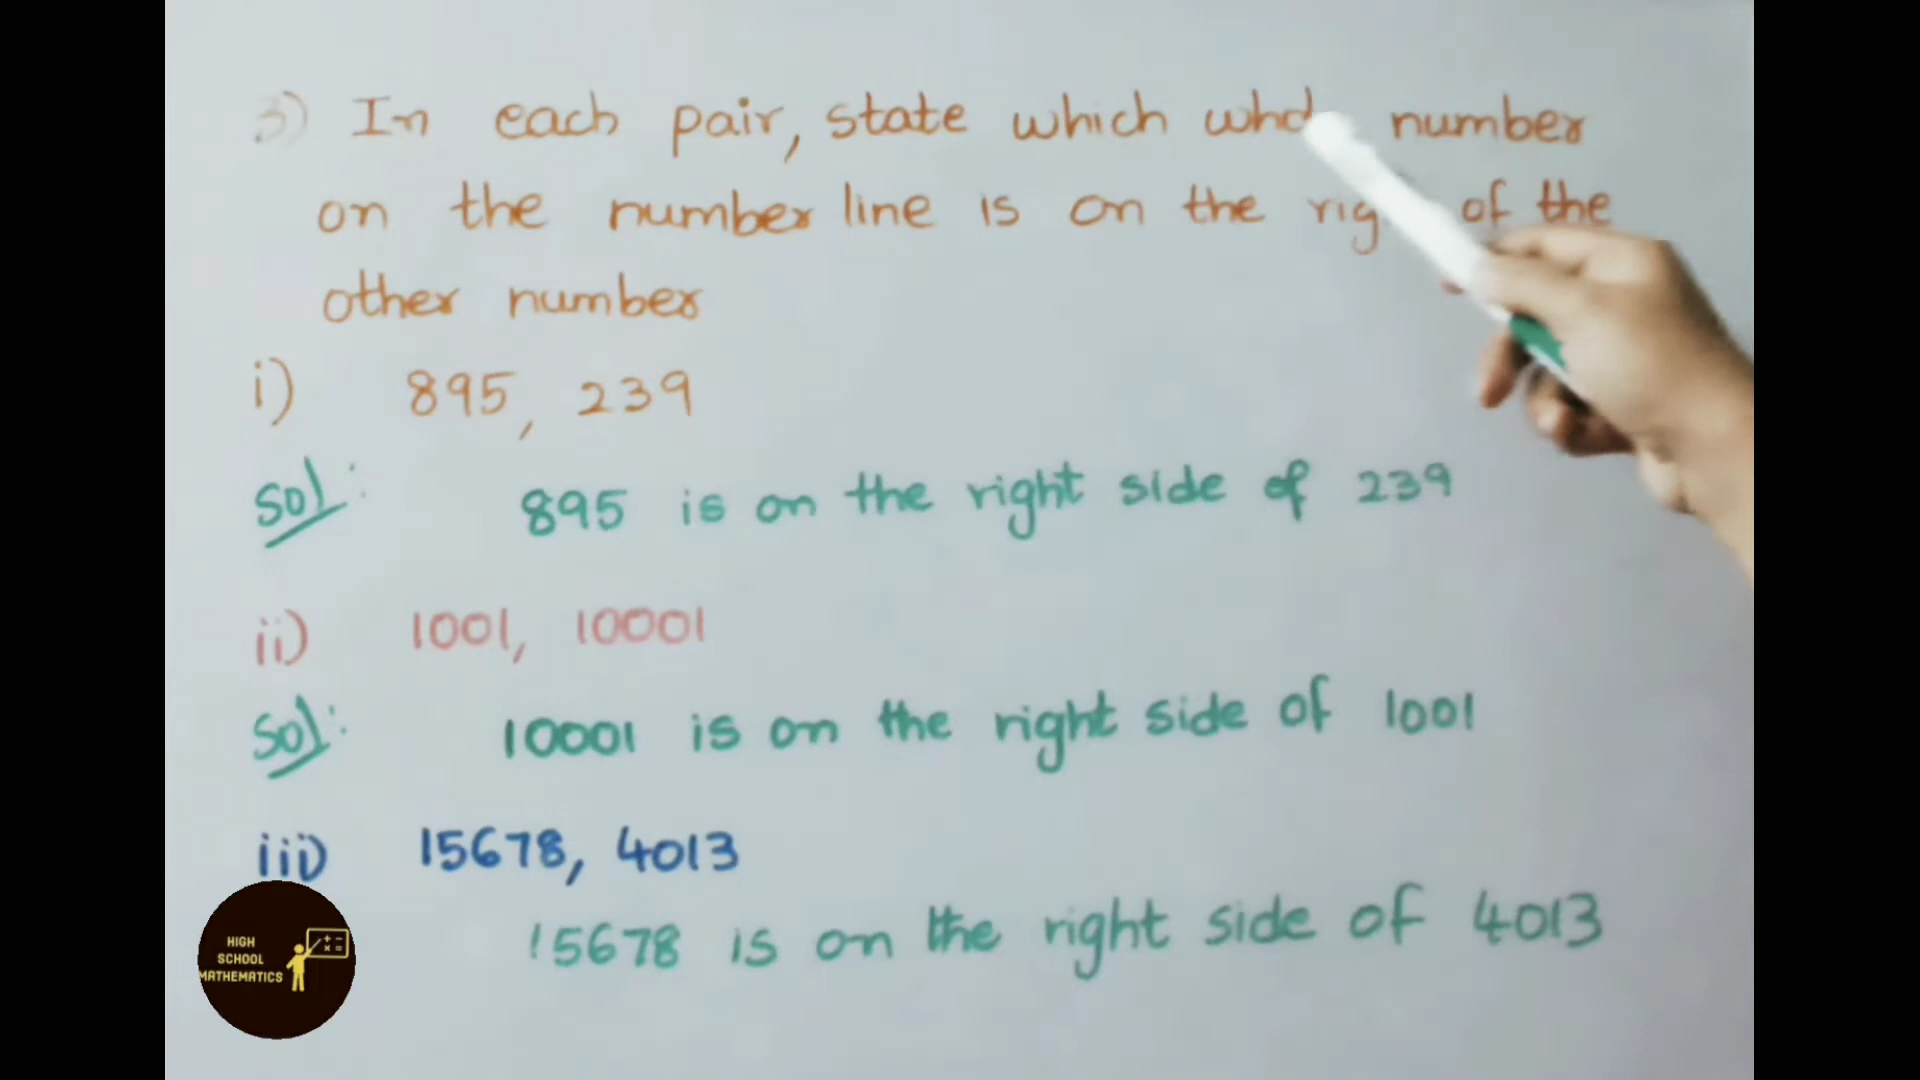 3) In each pair, state which number
on the number line is on the of the
other number
i) 895, 239
Sol: 895 is on the right side of 239
ii) 1001, 10001
Sol: 10001 is on the right side of 1001
iii) 15678, 4013
15678 is on the right side of 4013
HIGH
SCHOOL
MATHEMATICS